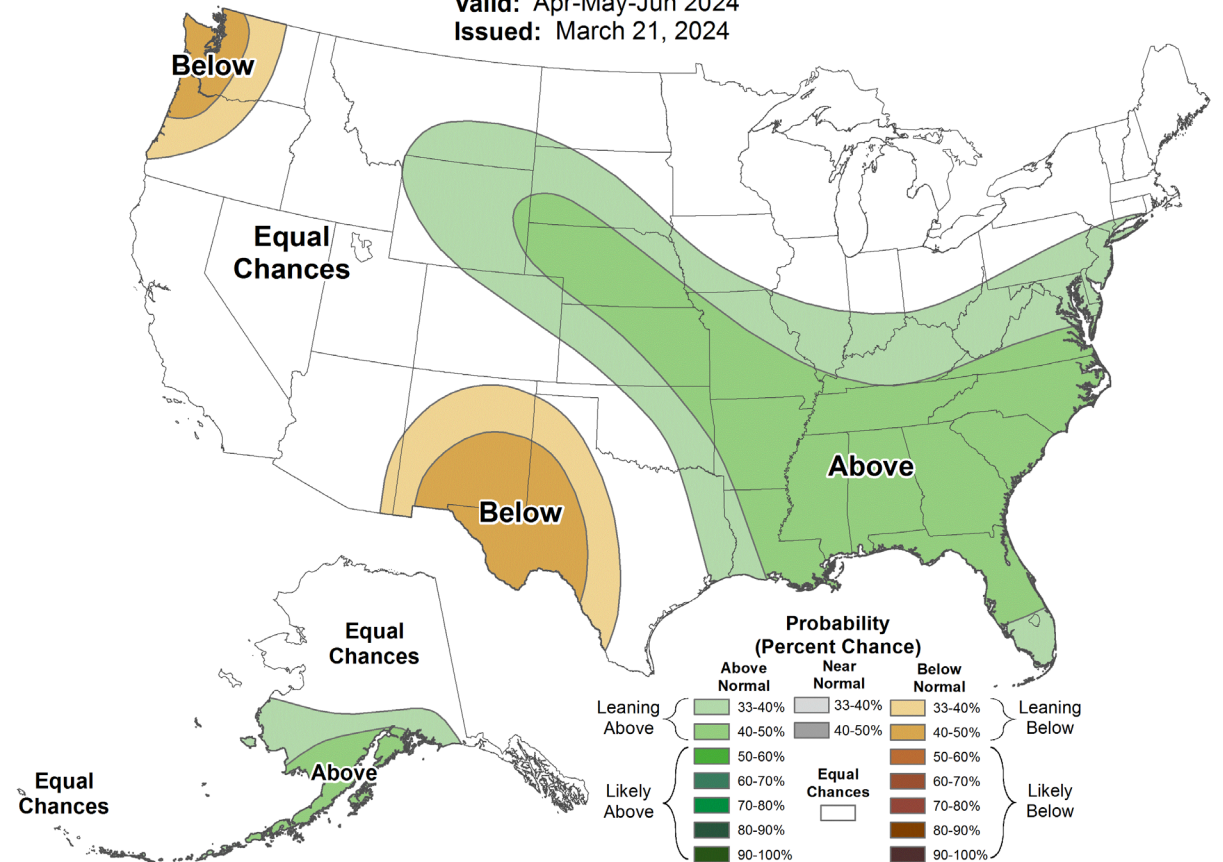 Valid: Apr-May-Jun 2024
Issued: March 21, 2024
Below
Equal
Chances
Above
Below
Equal
Chances
Above
Equal
Chances
Probability
(Percent Chance)
Above
Normal
Near
Normal
Below
Normal
Leaning
Above
33-40%
40-50%
33-40%
40-50%
33-40%
40-50%
Leaning
Below
Likely
Above
50-60%
60-70%
70-80%
80-90%
90-100%
Equal
Chances
50-60%
60-70%
70-80%
80-90%
90-100%
Likely
Below